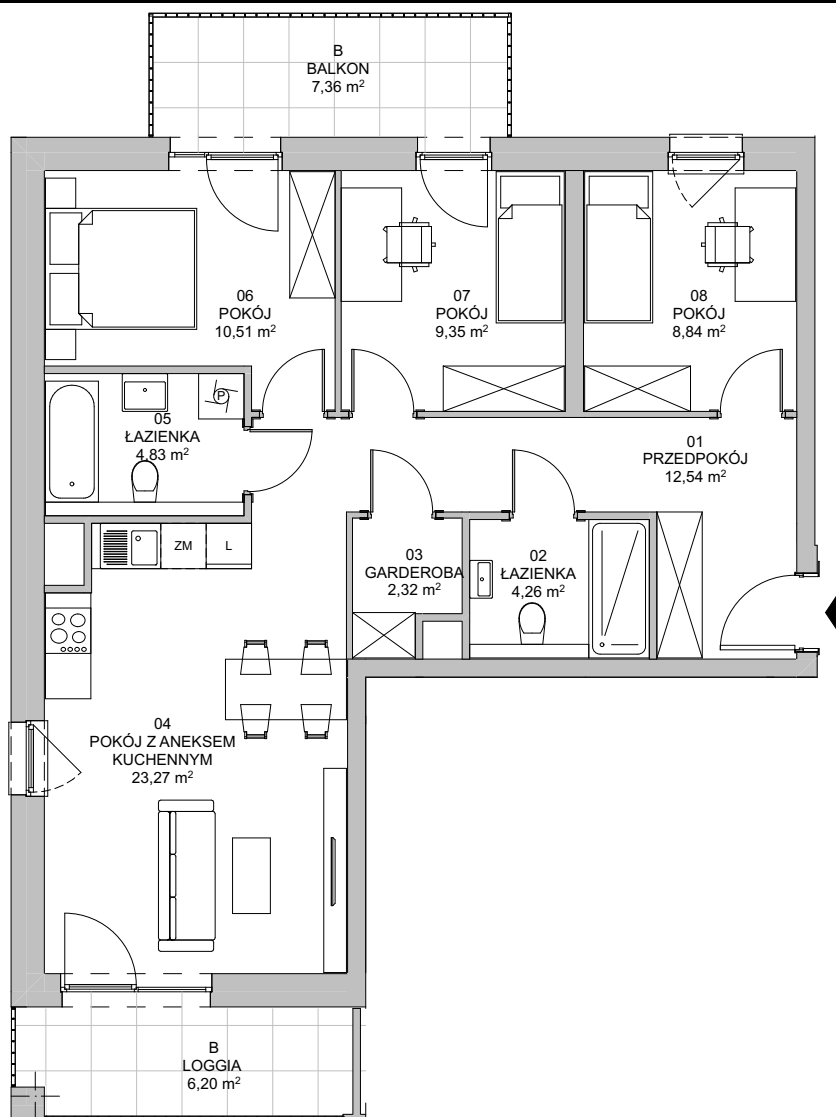 B
BALKON
7,36 m²
06
POKÓJ
10,51 m²
07
POKÓJ
9,35 m²
08
POKÓJ
8,84 m²
P
05
ŁAZIENKA
4,83 m²
01
PRZEDPOKÓJ
12,54 m²
ZM
L
03
GARDEROBA
2,32 m²
02
ŁAZIENKA
4,26 m²
04
POKÓJ Z ANEKSEM
KUCHENNYM
23,27 m²
B
LOGGIA
6,20 m²